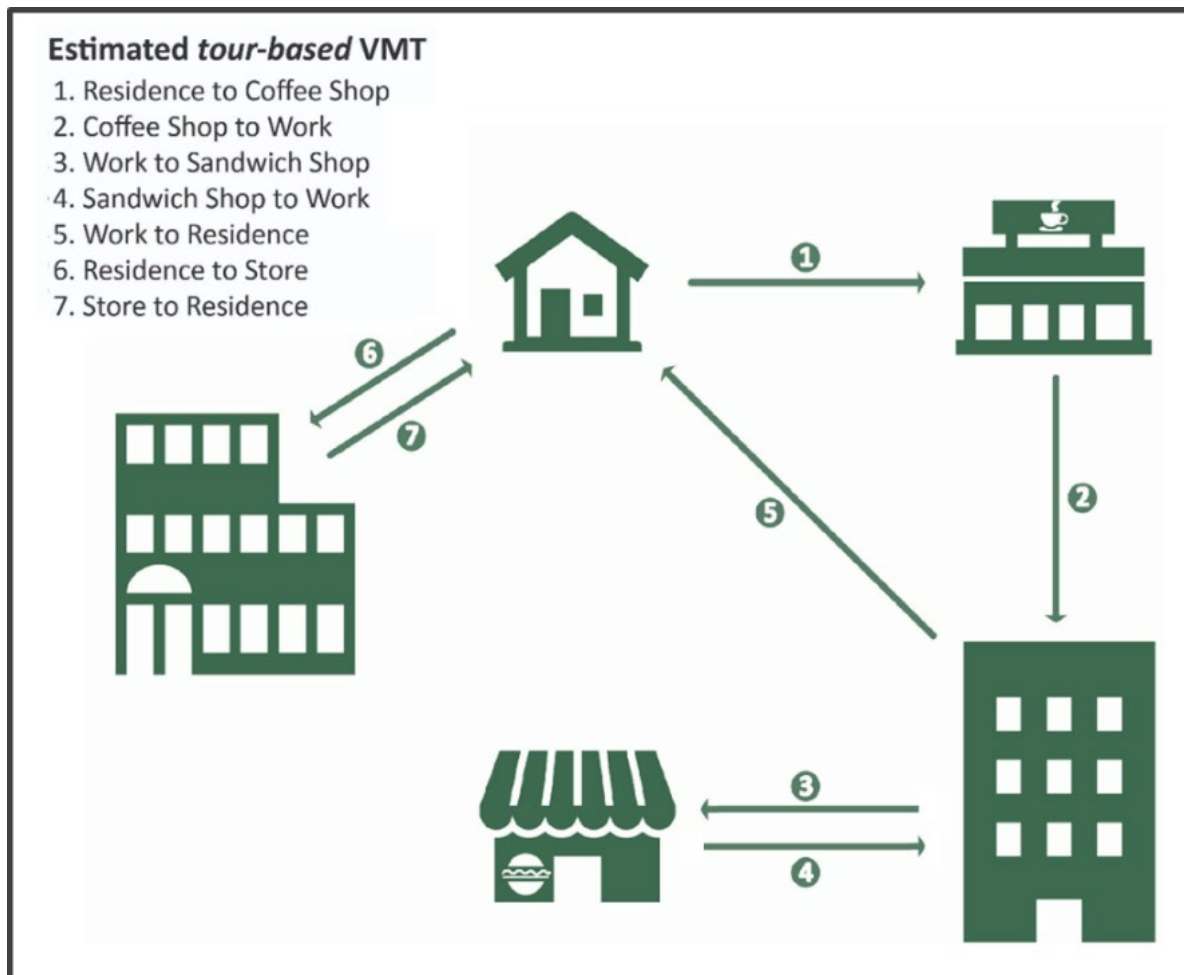 Estimated tour-based VMT
1. Residence to Coffee Shop
2. Coffee Shop to Work
3. Work to Sandwich Shop
4. Sandwich Shop to Work
5. Work to Residence
6. Residence to Store
7. Store to Residence
1
6
7
5
2
3
4